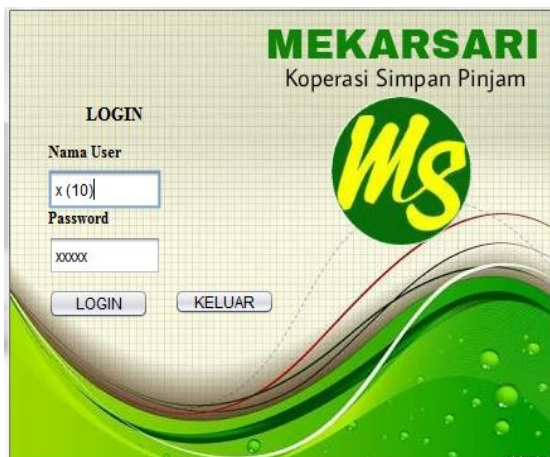 MEKARSARI
Koperasi Simpan Pinjam
MS
LOGIN
Nama User
x (10)
Password
xxxxx
LOGIN KELUAR